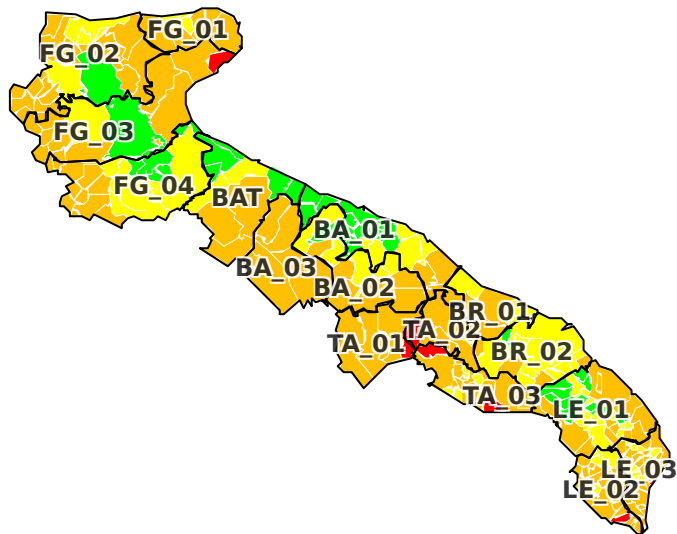 FG_01
FG_02
FG_03
FG_04
BAT
BA_01
BA_03
BA_02
BR_01
TA_02
TA_01
BR_02
TA_03
LE_01
LE_03
LE_02